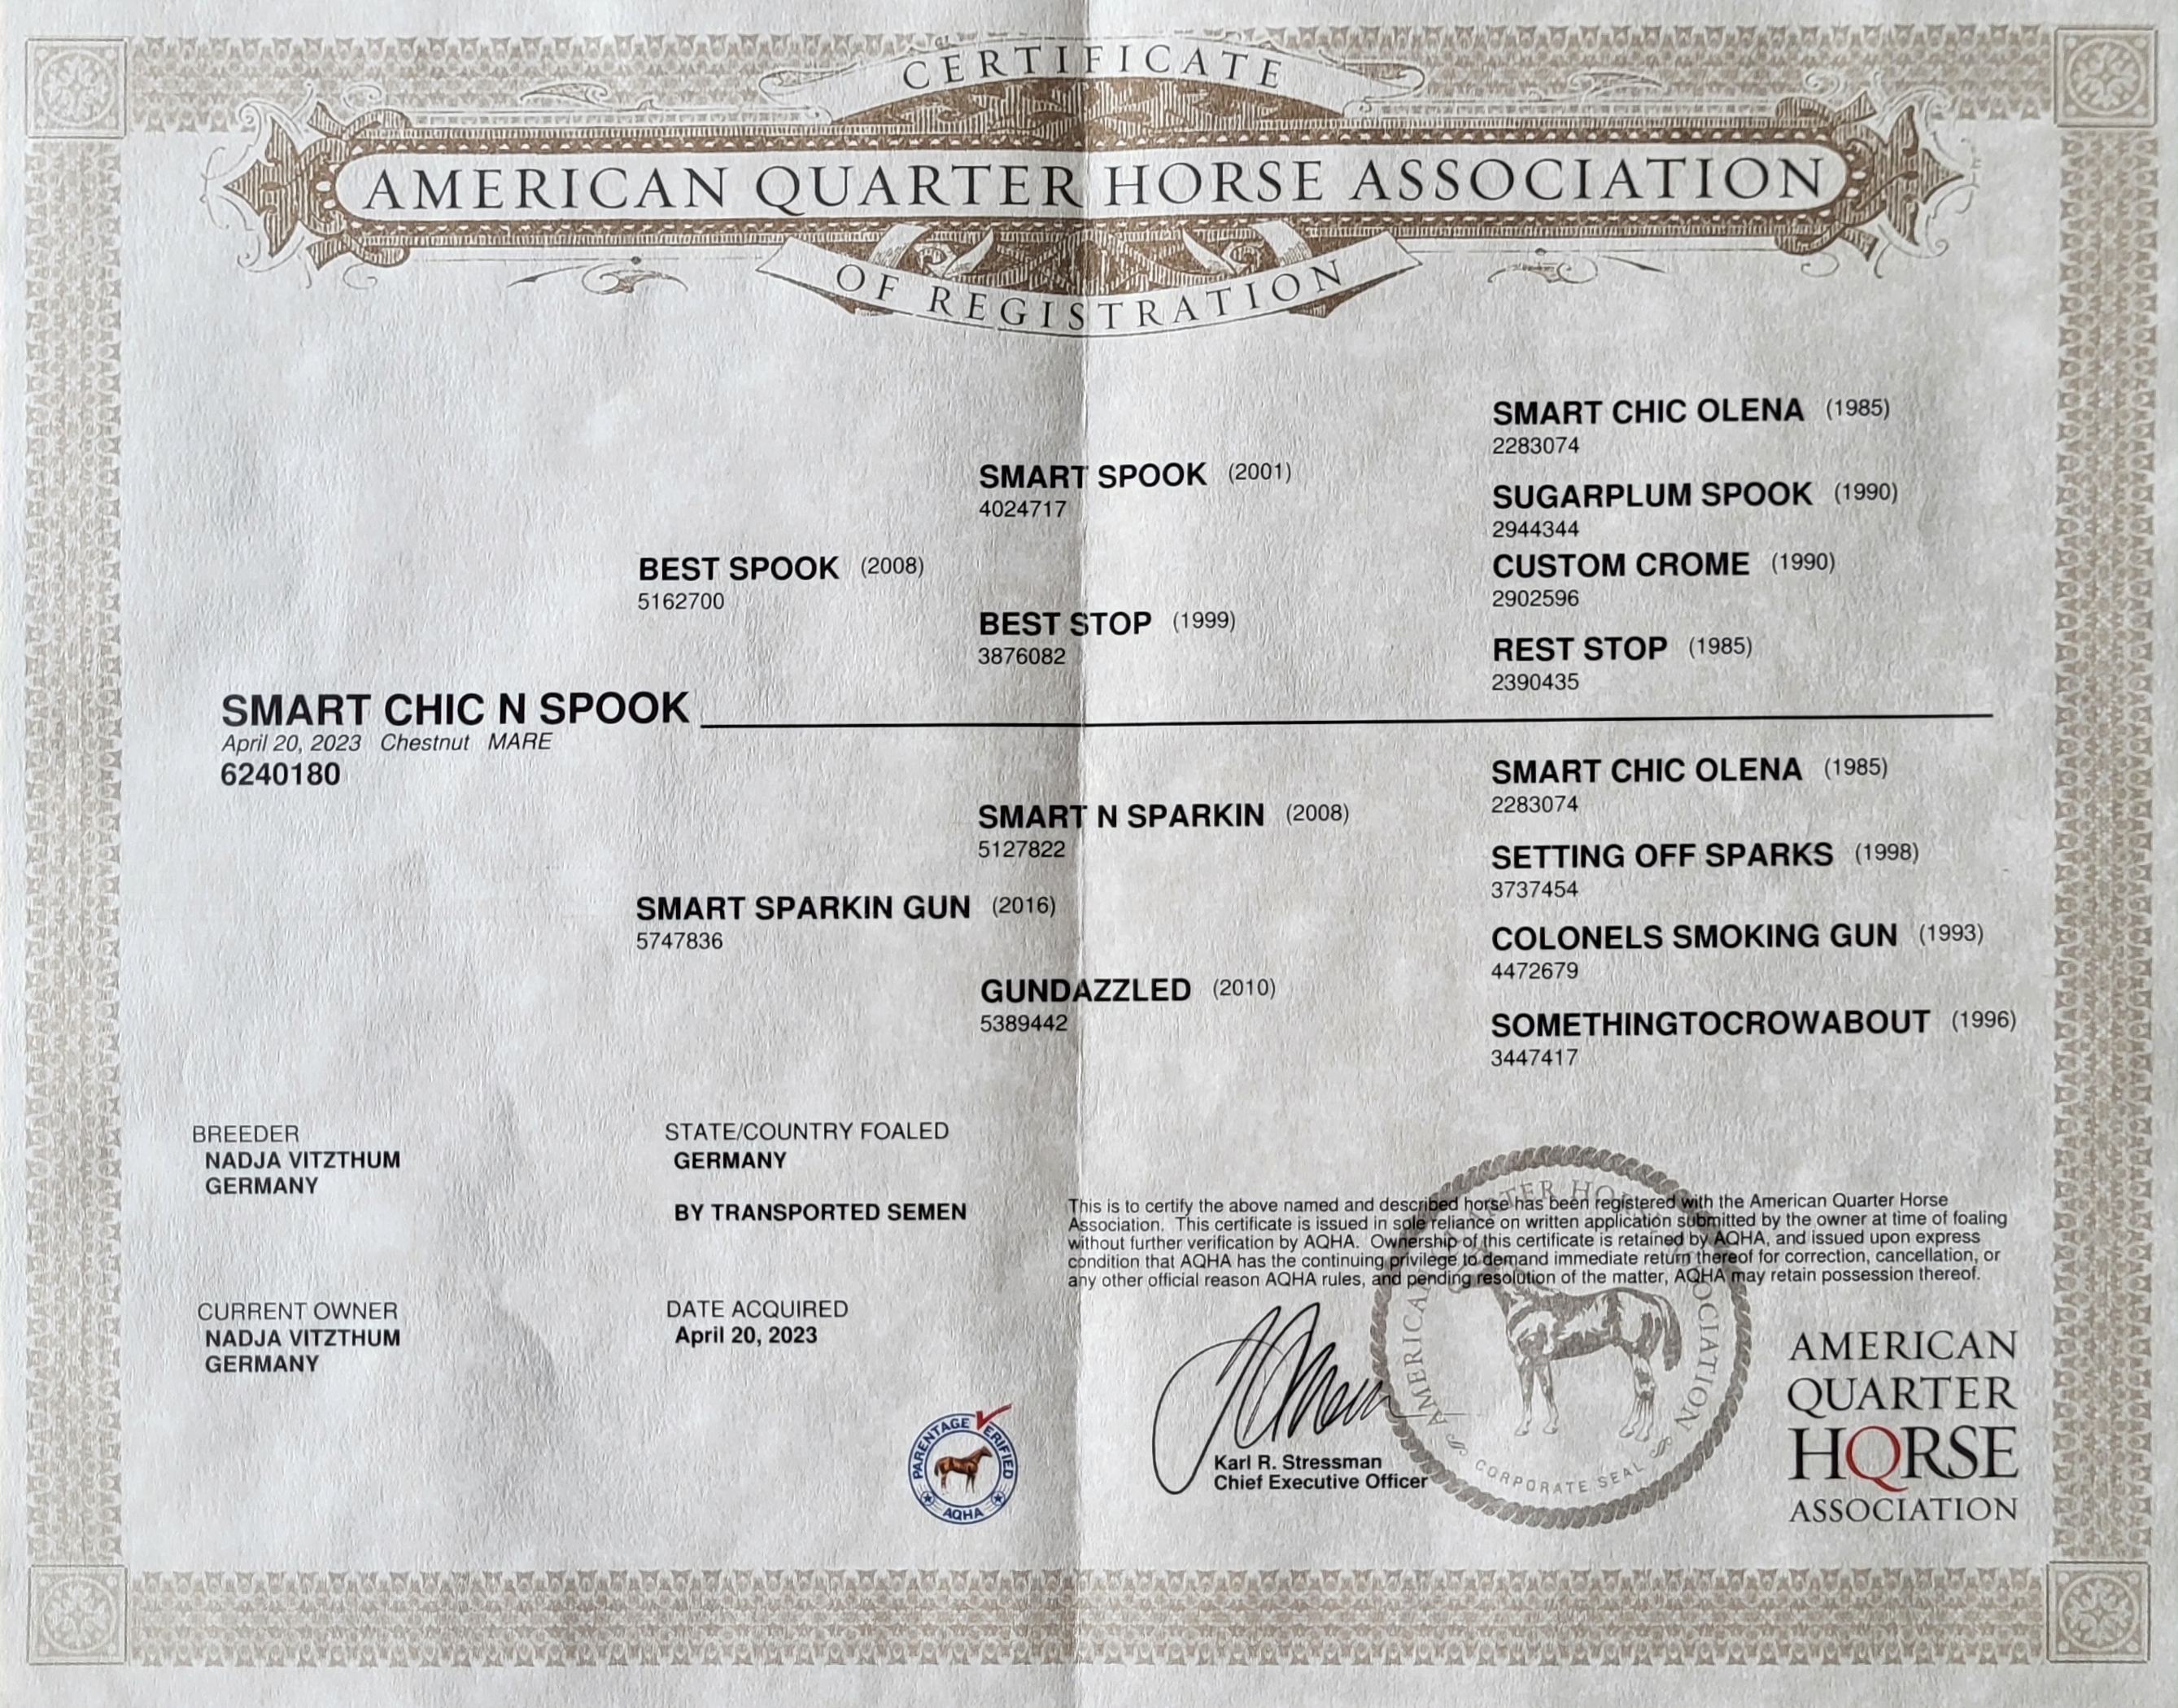 CERTIFICATE
AMERICAN QUARTER HORSE ASSOCIATION
OF REGISTRATION
SMART CHIC OLENA (1985)
2283074
SMART SPOOK (2001)
4024717
SUGARPLUM SPOOK (1990)
2944344
BEST SPOOK (2008)
5162700
CUSTOM CROME (1990)
2902596
BEST STOP (1999)
3876082
REST STOP (1985)
2390435
SMART CHIC N SPOOK
April 20, 2023 Chestnut MARE
6240180
SMART CHIC OLENA (1985)
2283074
SMART N SPARKIN (2008)
5127822
SETTING OFF SPARKS (1998)
3737454
SMART SPARKIN GUN (2016)
5747836
COLONELS SMOKING GUN (1993)
4472679
GUNDAZZLED (2010)
5389442
SOMETHINGTOCROWABOUT (1996)
3447417
BREEDER
NADJA VITZTHUM
GERMANY
STATE/COUNTRY FOALED
GERMANY
BY TRANSPORTED SEMEN
CURRENT OWNER
NADJA VITZTHUM
GERMANY
DATE ACQUIRED
April 20, 2023
This is to certify the above named and described horse has been registered with the American Quarter Horse
Association. This certificate is issued in sole reliance on written application submitted by the owner at time of foaling
without further verification by AQHA. Ownership of this certificate is retained by AQHA, and issued upon express
condition that AQHA has the continuing privilege to demand immediate return thereof for correction, cancellation, or
any other official reason AQHA rules, and pending resolution of the matter, AQHA may retain possession thereof.
PARENTAGE VERIFIED
AQHA
Karl R. Stressman
Chief Executive Officer
AMERICAN QUARTER HORSE ASSOCIATION
CORPORATE SEAL
AMERICAN
QUARTER
HORSE
ASSOCIATION